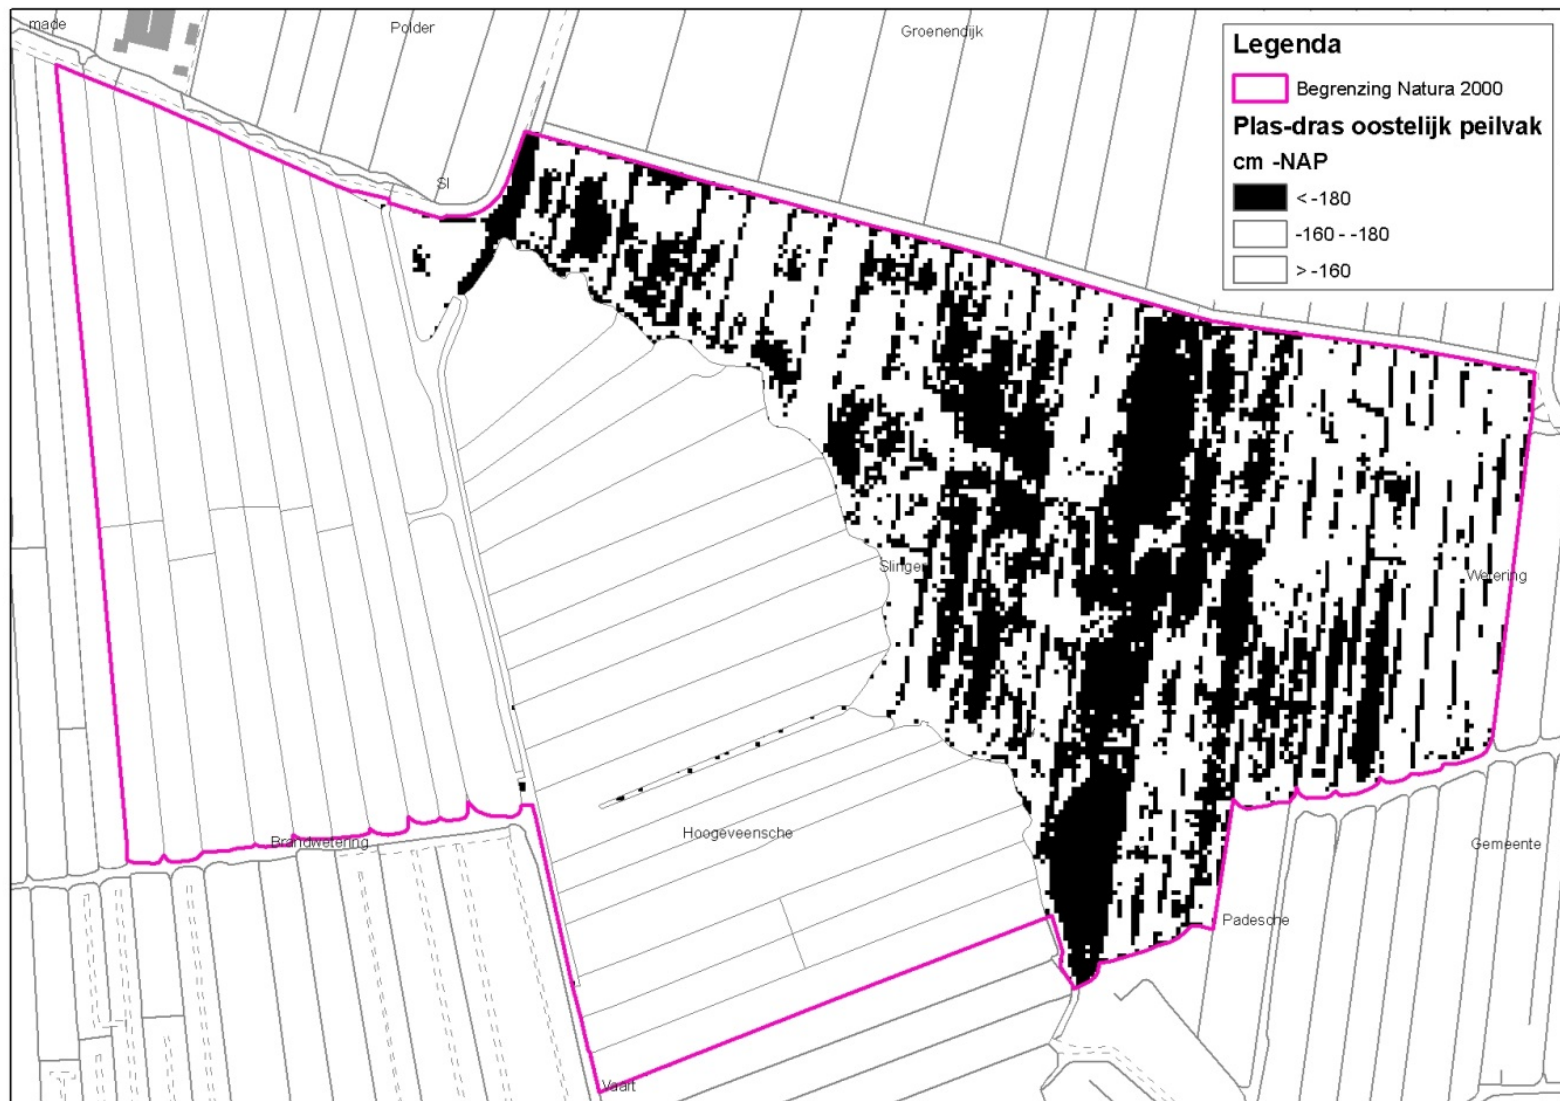 made
Polder
Groenendijk
Legenda
Begrenzing Natura 2000
Plas-dras oostelijk peilvak
cm -NAP
< -180
-160 - -180
> -160
Sl
Slinger
Wetering
Brandwetering
Hoogeveensche
Gemeente
Padesche
Vaart